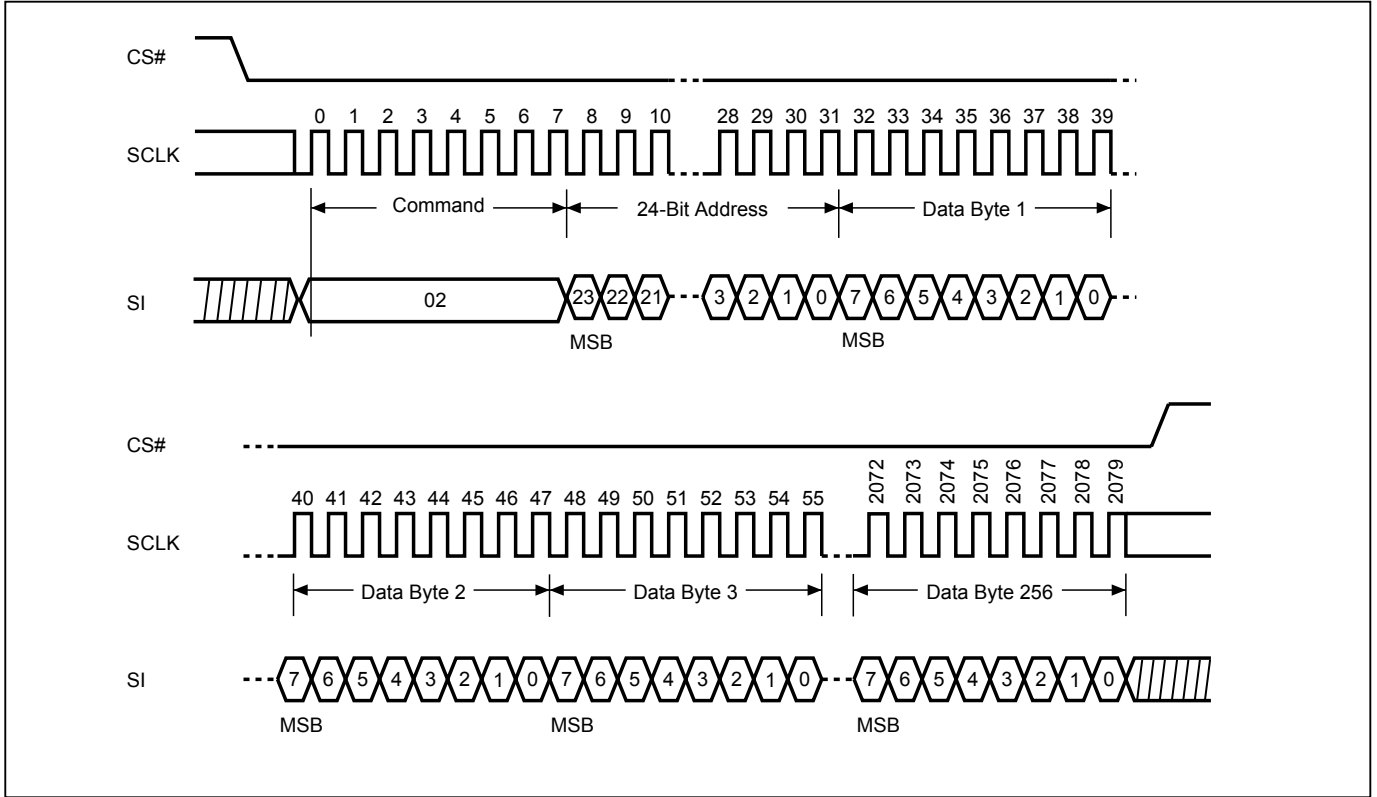 CS#
0 1 2 3 4 5 6 7 8 9 10 28 29 30 31 32 33 34 35 36 37 38 39
SCLK
Command 24-Bit Address Data Byte 1
SI 02 23 22 21 3 2 1 0 7 6 5 4 3 2 1 0
MSB MSB
CS#
40 41 42 43 44 45 46 47 48 49 50 51 52 53 54 55 2072 2073 2074 2075 2076 2077 2078 2079
SCLK
Data Byte 2 Data Byte 3 Data Byte 256
SI 7 6 5 4 3 2 1 0 7 6 5 4 3 2 1 0 7 6 5 4 3 2 1 0
MSB MSB MSB